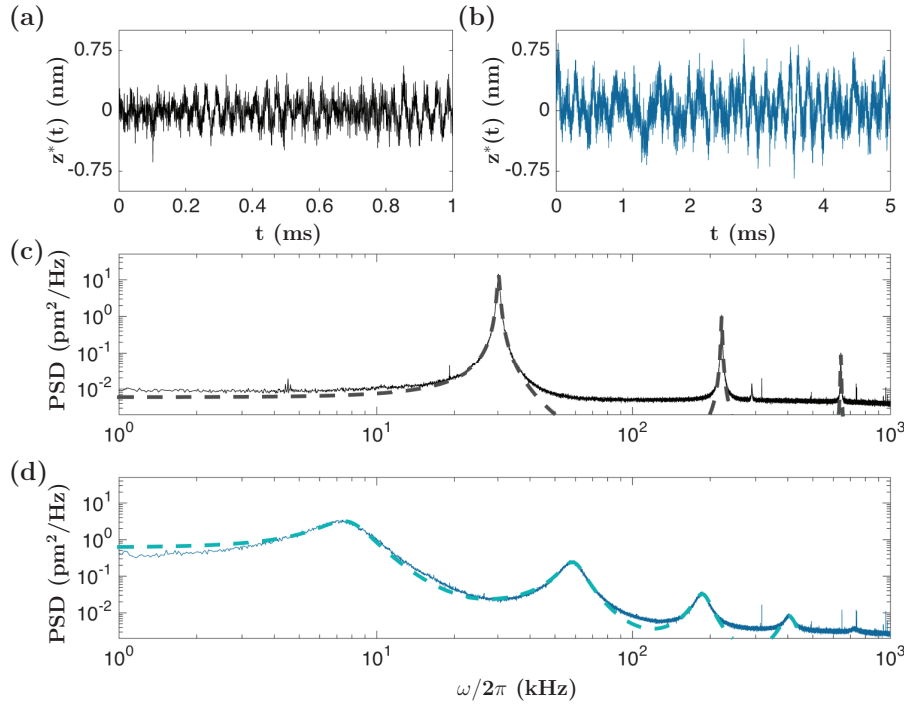 (a) (b)
z*(t) (nm) 0.75 0 -0.75
0 0.2 0.4 0.6 0.8 1
t (ms)
z*(t) (nm) 0.75 0 -0.75
0 1 2 3 4 5
t (ms)
(c)
PSD (pm²/Hz) 10¹ 10⁰ 10⁻¹ 10⁻²
10⁰ 10¹ 10² 10³
(d)
PSD (pm²/Hz) 10¹ 10⁰ 10⁻¹ 10⁻²
10⁰ 10¹ 10² 10³
ω/2π (kHz)